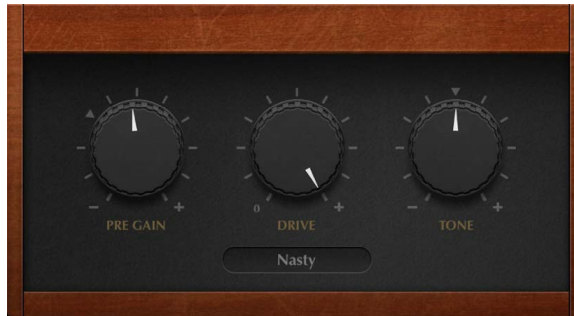 − + 0 + − +
PRE GAIN DRIVE TONE
Nasty